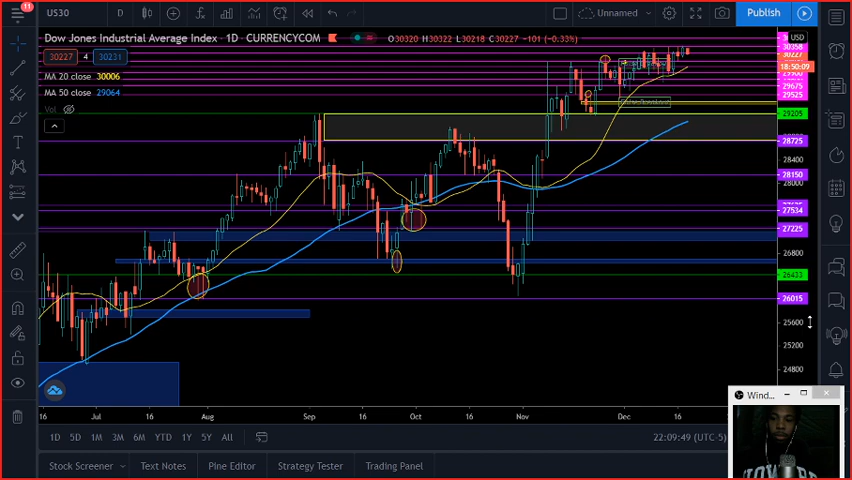 11
US30
D
Unnamed
Publish
Dow Jones Industrial Average Index · 1D · CURRENCYCOM
O30320 H30322 L30218 C30227 −101 (−0.33%)
USD
30227
4
30231
MA 20 close 30006
MA 50 close 29064
Vol
30358
30227
18:50:09
29900
29675
29525
29205
28725
28400
28150
28000
27534
27225
26800
26433
26015
25600
25200
24800
16
Jul
16
Aug
Sep
16
Oct
Nov
Dec
16
1D 5D 1M 3M 6M YTD 1Y 5Y All
22:09:49 (UTC-5)
Stock Screener
Text Notes
Pine Editor
Strategy Tester
Trading Panel
Wind...